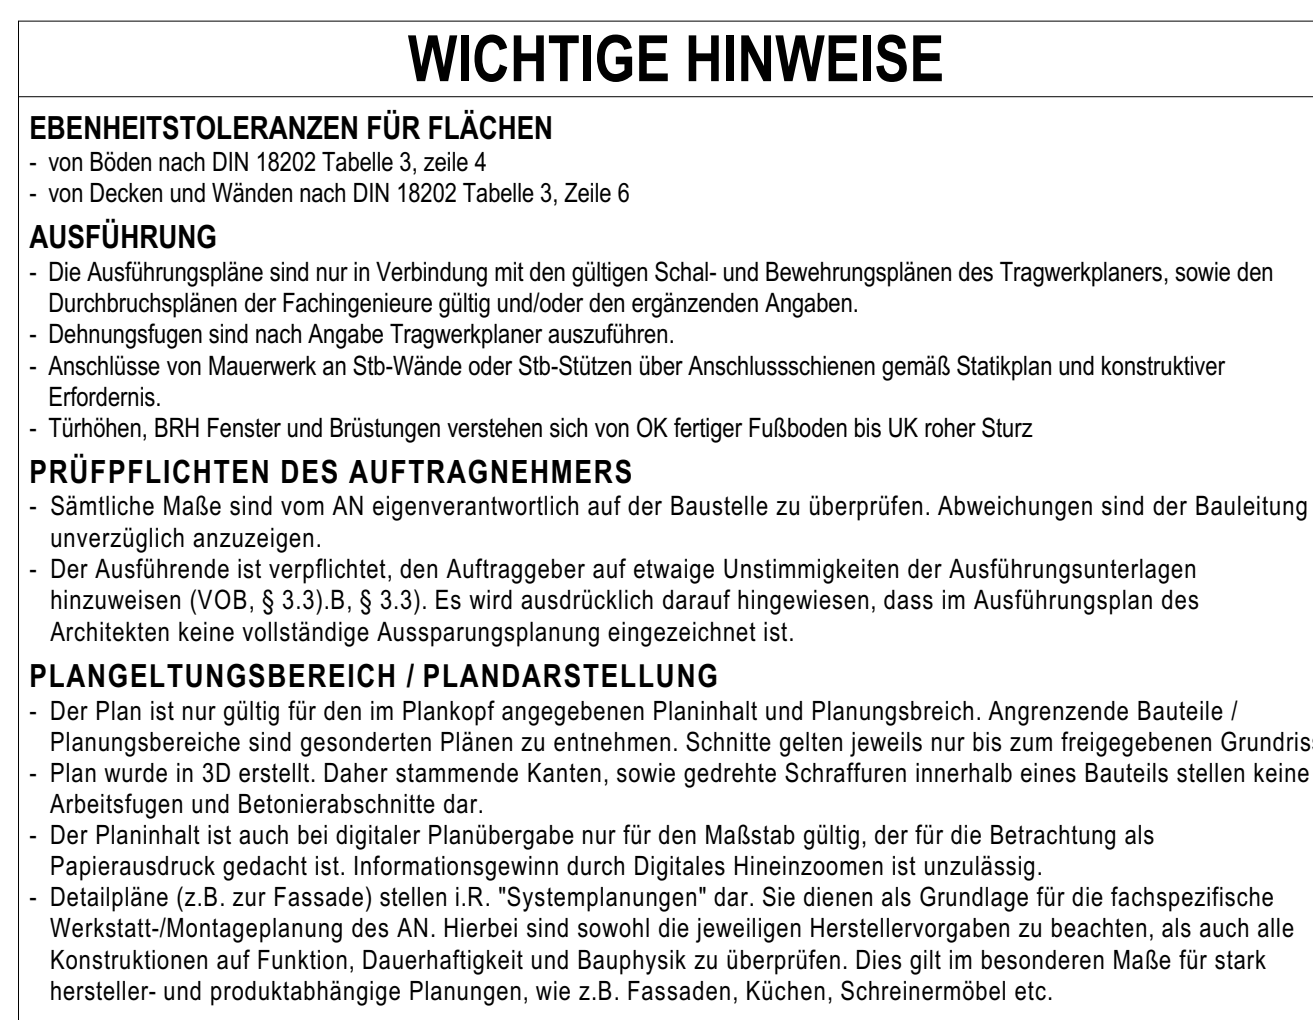 WICHTIGE HINWEISE
EBENHEITSTOLERANZEN FÜR FLÄCHEN
- von Böden nach DIN 18202 Tabelle 3, zeile 4
- von Decken und Wänden nach DIN 18202 Tabelle 3, Zeile 6
AUSFÜHRUNG
- Die Ausführungspläne sind nur in Verbindung mit den gültigen Schal- und Bewehrungsplänen des Tragwerkplaners, sowie den
Durchbruchsplänen der Fachingenieure gültig und/oder den ergänzenden Angaben.
- Dehnungsfugen sind nach Angabe Tragwerkplaner auszuführen.
- Anschlüsse von Mauerwerk an Stb-Wände oder Stb-Stützen über Anschlussschienen gemäß Statikplan und konstruktiver
Erfordernis.
- Türhöhen, BRH Fenster und Brüstungen verstehen sich von OK fertiger Fußboden bis UK roher Sturz
PRÜFPFLICHTEN DES AUFTRAGNEHMERS
- Sämtliche Maße sind vom AN eigenverantwortlich auf der Baustelle zu überprüfen. Abweichungen sind der Bauleitung
unverzüglich anzuzeigen.
- Der Ausführende ist verpflichtet, den Auftraggeber auf etwaige Unstimmigkeiten der Ausführungsunterlagen
hinzuweisen (VOB, § 3.3).B, § 3.3). Es wird ausdrücklich darauf hingewiesen, dass im Ausführungsplan des
Architekten keine vollständige Aussparungsplanung eingezeichnet ist.
PLANGELTUNGSBEREICH / PLANDARSTELLUNG
- Der Plan ist nur gültig für den im Plankopf angegebenen Planinhalt und Planungsbreich. Angrenzende Bauteile /
Planungsbereiche sind gesonderten Plänen zu entnehmen. Schnitte gelten jeweils nur bis zum freigegebenen Grundriss
- Plan wurde in 3D erstellt. Daher stammende Kanten, sowie gedrehte Schraffuren innerhalb eines Bauteils stellen keine
Arbeitsfugen und Betonierabschnitte dar.
- Der Planinhalt ist auch bei digitaler Planübergabe nur für den Maßstab gültig, der für die Betrachtung als
Papierausdruck gedacht ist. Informationsgewinn durch Digitales Hineinzoomen ist unzulässig.
- Detailpläne (z.B. zur Fassade) stellen i.R. "Systemplanungen" dar. Sie dienen als Grundlage für die fachspezifische
Werkstatt-/Montageplanung des AN. Hierbei sind sowohl die jeweiligen Herstellervorgaben zu beachten, als auch alle
Konstruktionen auf Funktion, Dauerhaftigkeit und Bauphysik zu überprüfen. Dies gilt im besonderen Maße für stark
hersteller- und produktabhängige Planungen, wie z.B. Fassaden, Küchen, Schreinermöbel etc.